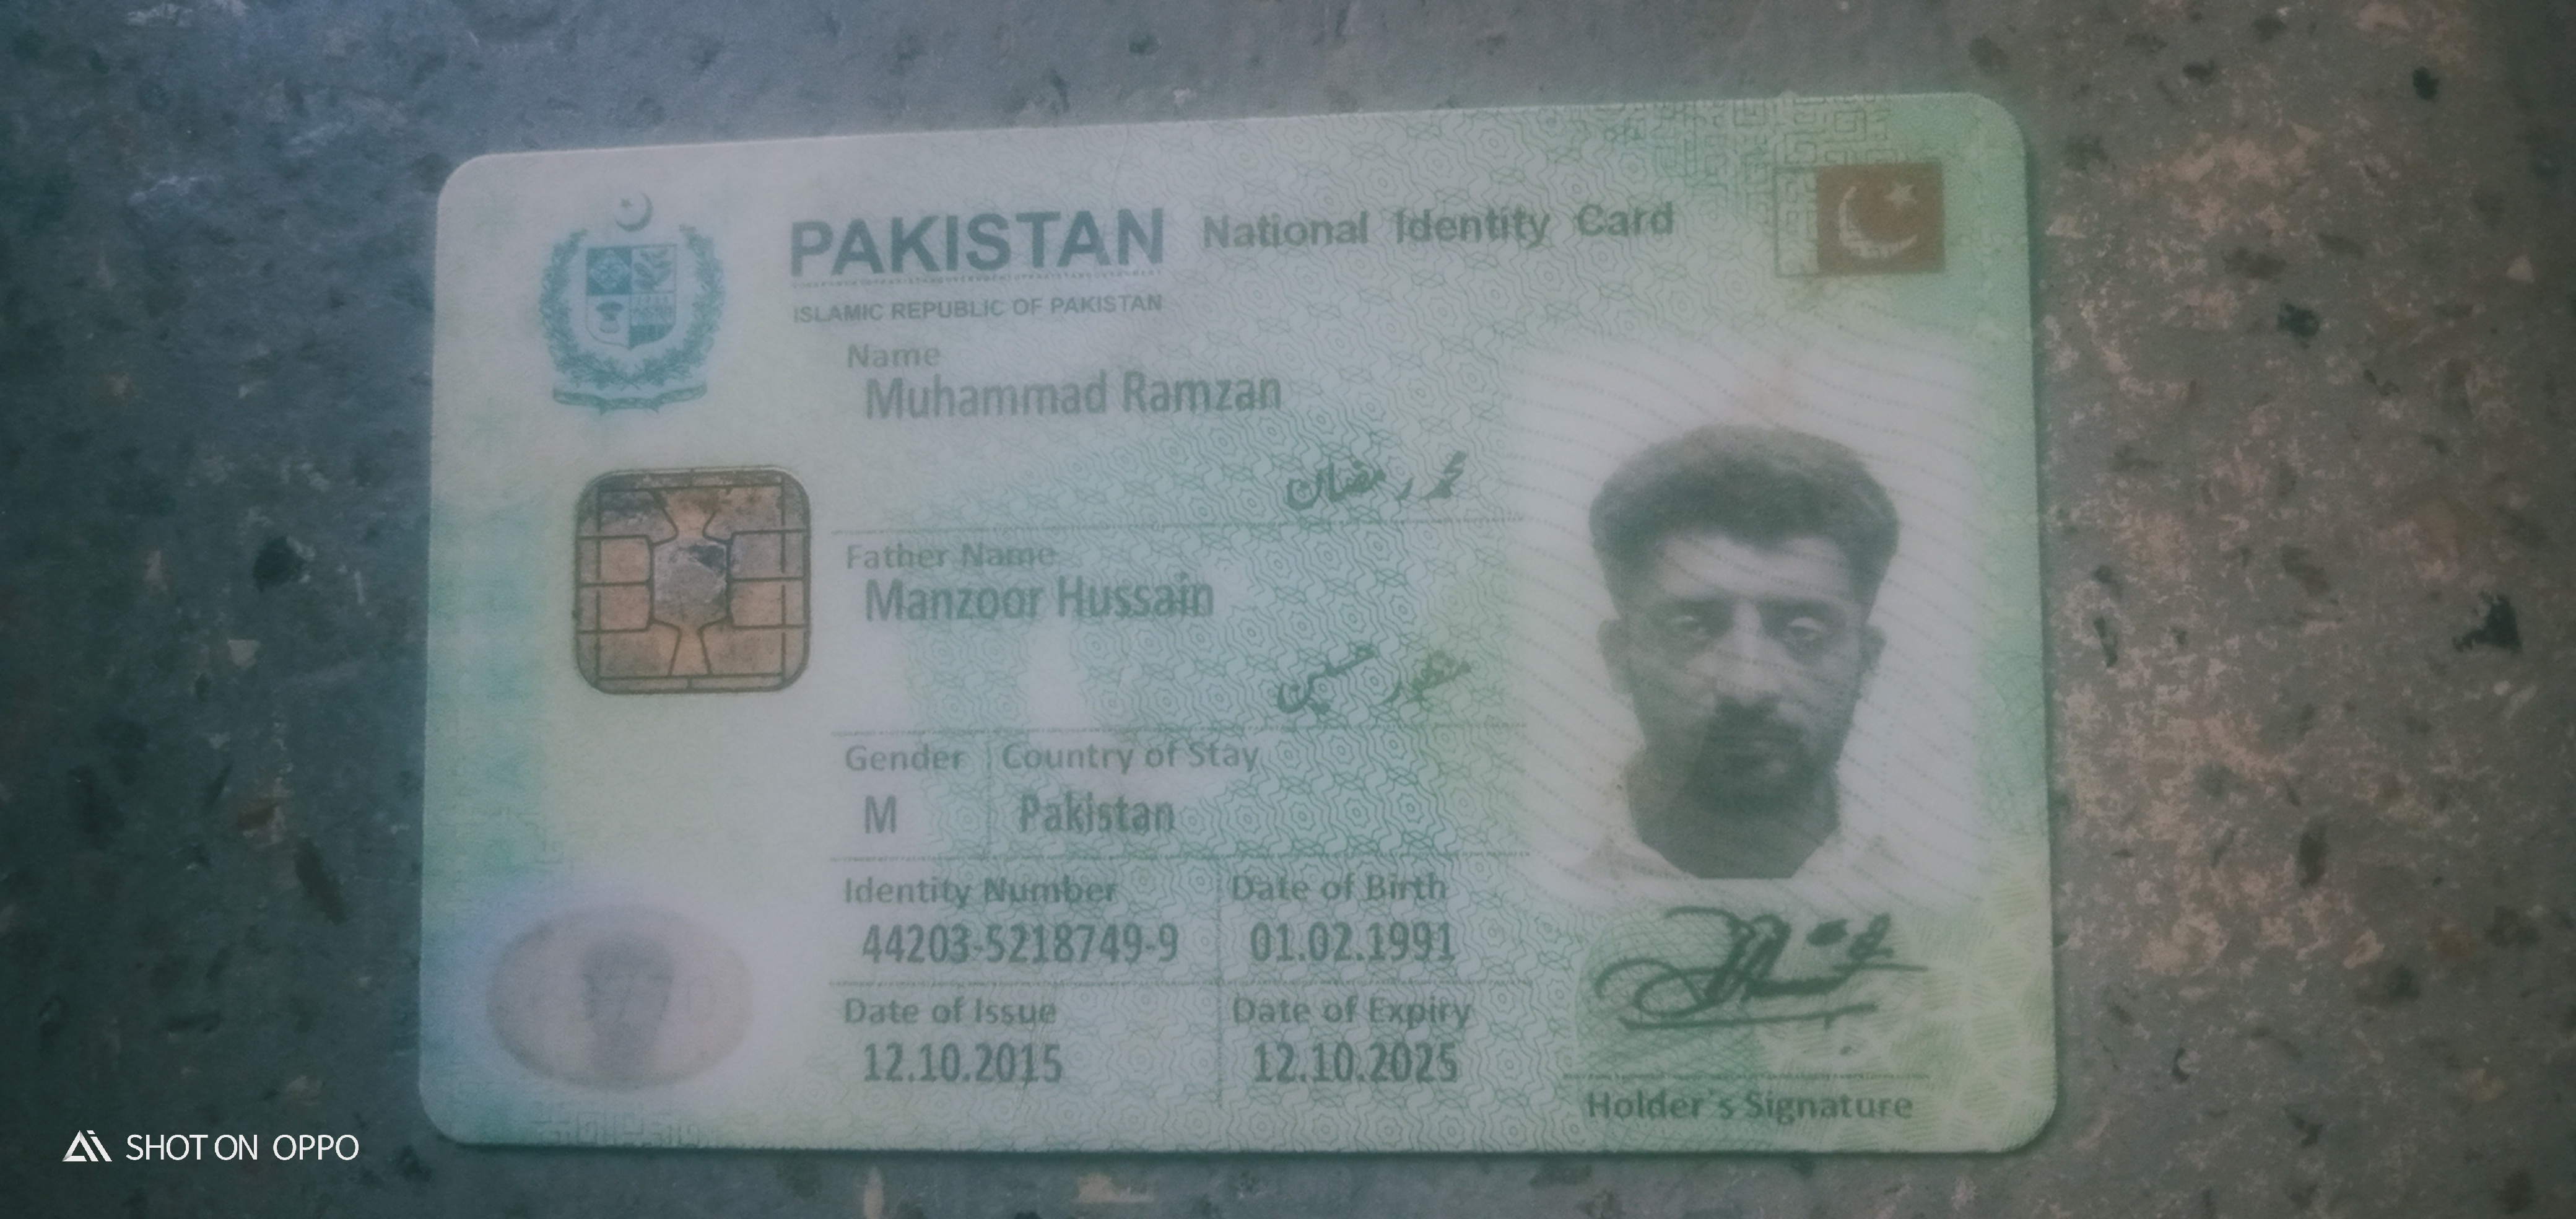 PAKISTAN National Identity Card
ISLAMIC REPUBLIC OF PAKISTAN
Name
Muhammad Ramzan
محمد رمضان
Father Name
Manzoor Hussain
منظور حسین
Gender Country of Stay
M Pakistan
Identity Number Date of Birth
44203-5218749-9 01.02.1991
Date of Issue Date of Expiry
12.10.2015 12.10.2025
Holder's Signature
SHOT ON OPPO